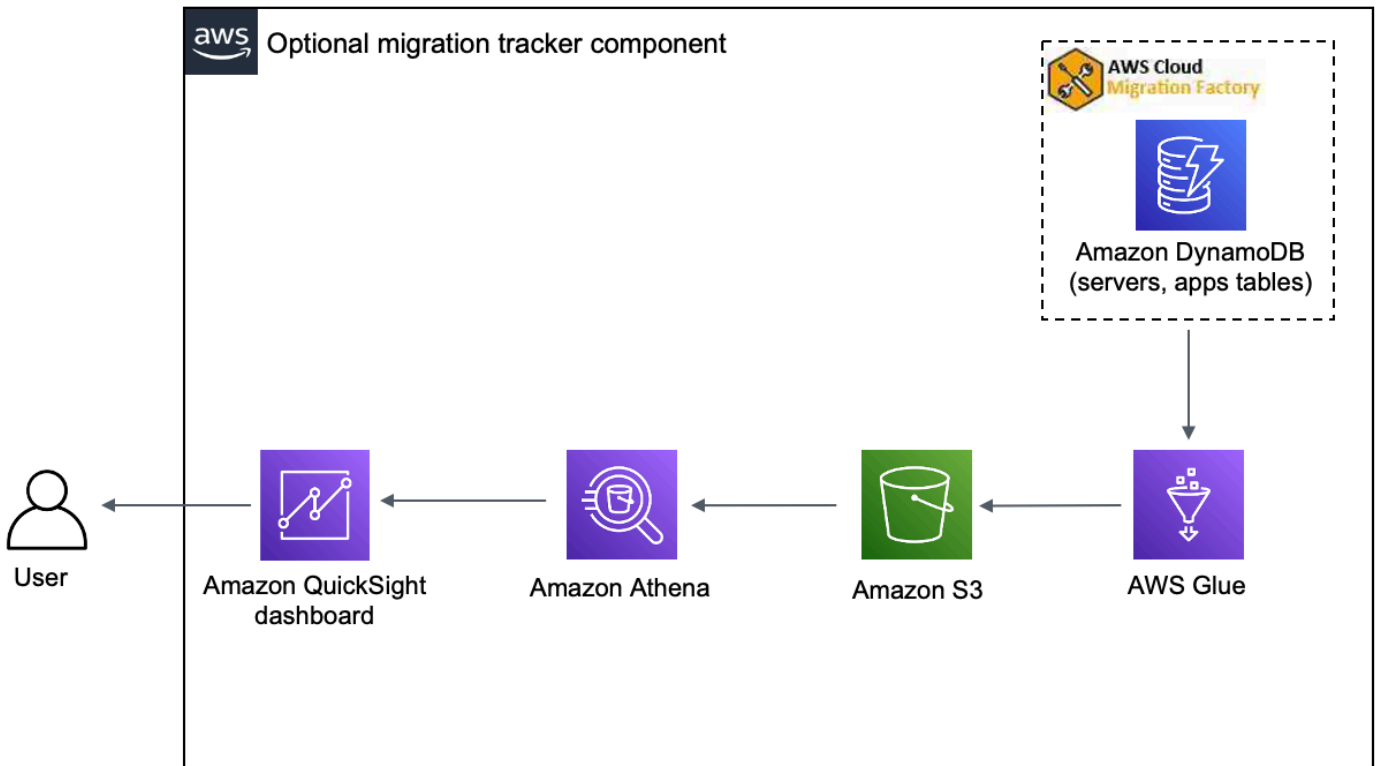 aws
Optional migration tracker component
AWS Cloud
Migration Factory
Amazon DynamoDB
(servers, apps tables)
User
Amazon QuickSight
dashboard
Amazon Athena
Amazon S3
AWS Glue